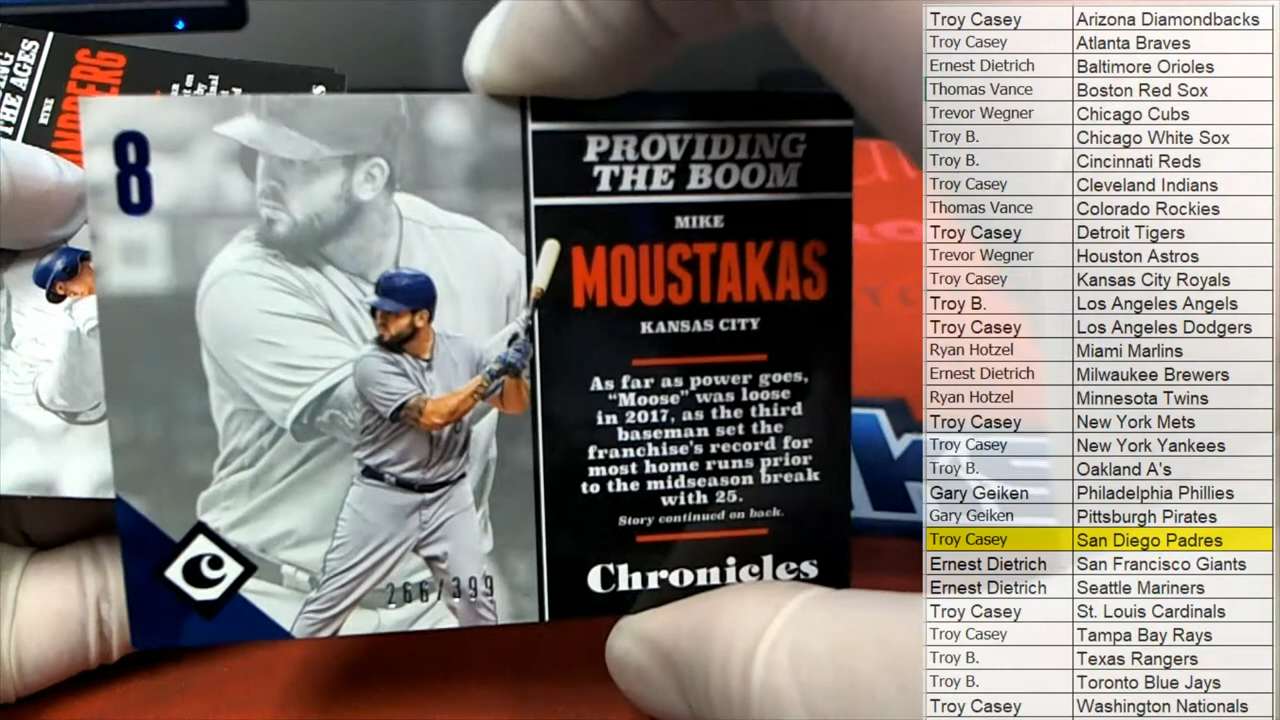 THE AGES
RYNE
8
PROVIDING
THE BOOM
MIKE
MOUSTAKAS
KANSAS CITY
As far as power goes,
“Moose” was loose
in 2017, as the third
baseman set the
franchise's record for
most home runs prior
to the midseason break
with 25.
Story continued on back.
Chronicles
C
266/399
Troy Casey Arizona Diamondbacks
Troy Casey Atlanta Braves
Ernest Dietrich Baltimore Orioles
Thomas Vance Boston Red Sox
Trevor Wegner Chicago Cubs
Troy B. Chicago White Sox
Troy B. Cincinnati Reds
Troy Casey Cleveland Indians
Thomas Vance Colorado Rockies
Troy Casey Detroit Tigers
Trevor Wegner Houston Astros
Troy Casey Kansas City Royals
Troy B. Los Angeles Angels
Troy Casey Los Angeles Dodgers
Ryan Hotzel Miami Marlins
Ernest Dietrich Milwaukee Brewers
Ryan Hotzel Minnesota Twins
Troy Casey New York Mets
Troy Casey New York Yankees
Troy B. Oakland A's
Gary Geiken Philadelphia Phillies
Gary Geiken Pittsburgh Pirates
Troy Casey San Diego Padres
Ernest Dietrich San Francisco Giants
Ernest Dietrich Seattle Mariners
Troy Casey St. Louis Cardinals
Troy Casey Tampa Bay Rays
Troy B. Texas Rangers
Troy B. Toronto Blue Jays
Troy Casey Washington Nationals